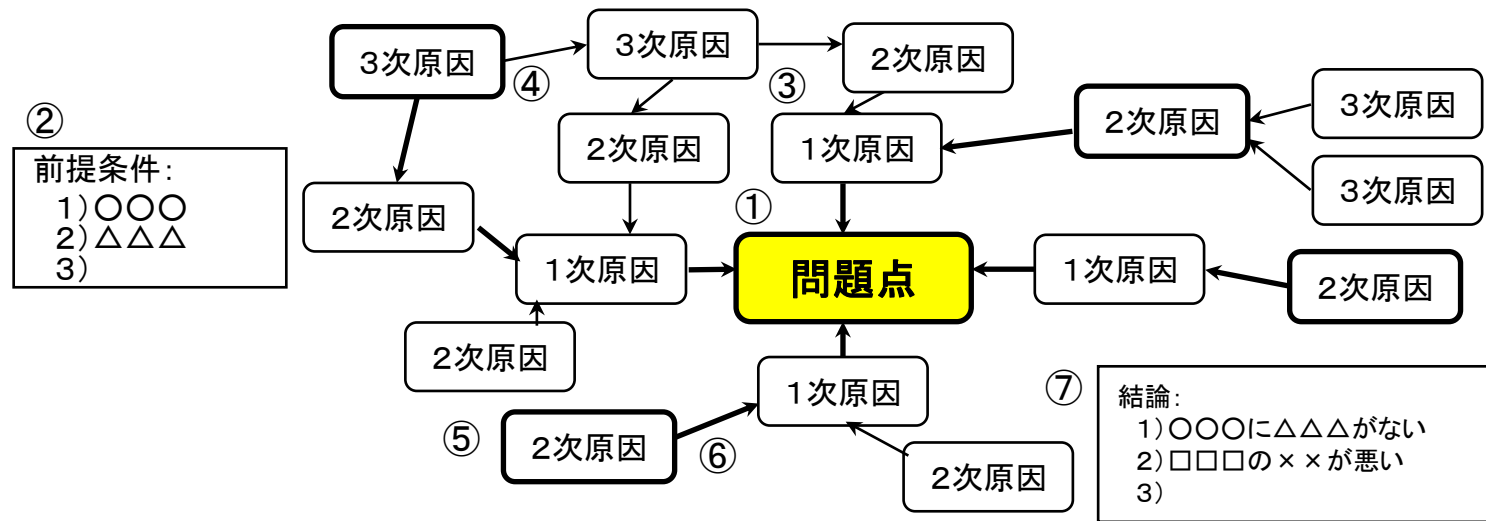 3次原因
3次原因
2次原因
④
③
②
2次原因
3次原因
前提条件:
1)○○○
2)△△△
3)
2次原因
1次原因
3次原因
2次原因
①
1次原因
問題点
1次原因
2次原因
2次原因
1次原因
⑦
結論:
1)○○○に△△△がない
2)□□□の××が悪い
3)
⑤
2次原因
⑥
2次原因